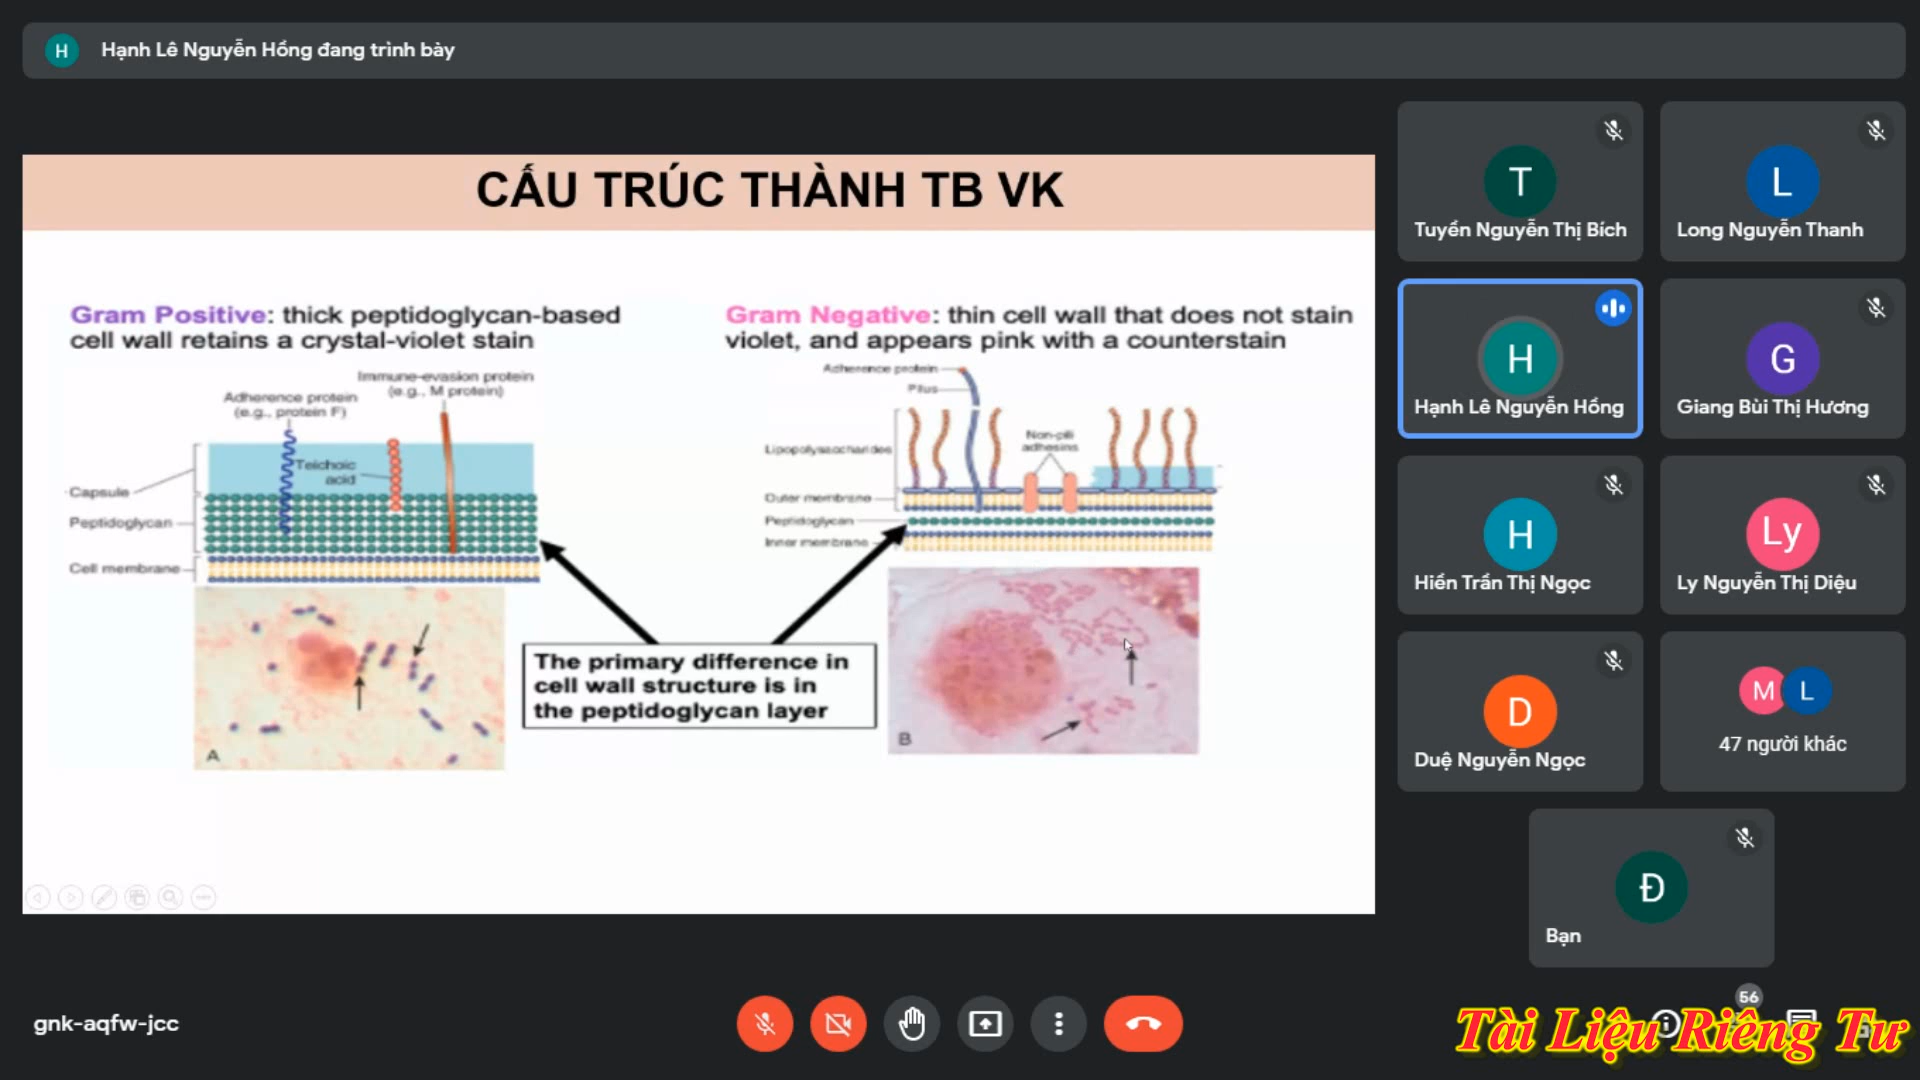 H Hạnh Lê Nguyễn Hồng đang trình bày
CẤU TRÚC THÀNH TB VK
Gram Positive: thick peptidoglycan-based
cell wall retains a crystal-violet stain
Immune-evasion protein
(e.g., M protein)
Adherence protein
(e.g., protein F)
Teichoic
acid
Capsule
Peptidoglycan
Cell membrane
A
Gram Negative: thin cell wall that does not stain
violet, and appears pink with a counterstain
Adherence protein
Pilus
Non-pili
adhesins
Lipopolysaccharides
Outer membrane
Peptidoglycan
Inner membrane
B
The primary difference in
cell wall structure is in
the peptidoglycan layer
T
Tuyền Nguyễn Thị Bích
L
Long Nguyễn Thanh
H
Hạnh Lê Nguyễn Hồng
G
Giang Bùi Thị Hương
H
Hiền Trần Thị Ngọc
Ly
Ly Nguyễn Thị Diệu
D
Duệ Nguyễn Ngọc
M L
47 người khác
Đ
Bạn
gnk-aqfw-jcc
56
Tài Liệu Riêng Tư